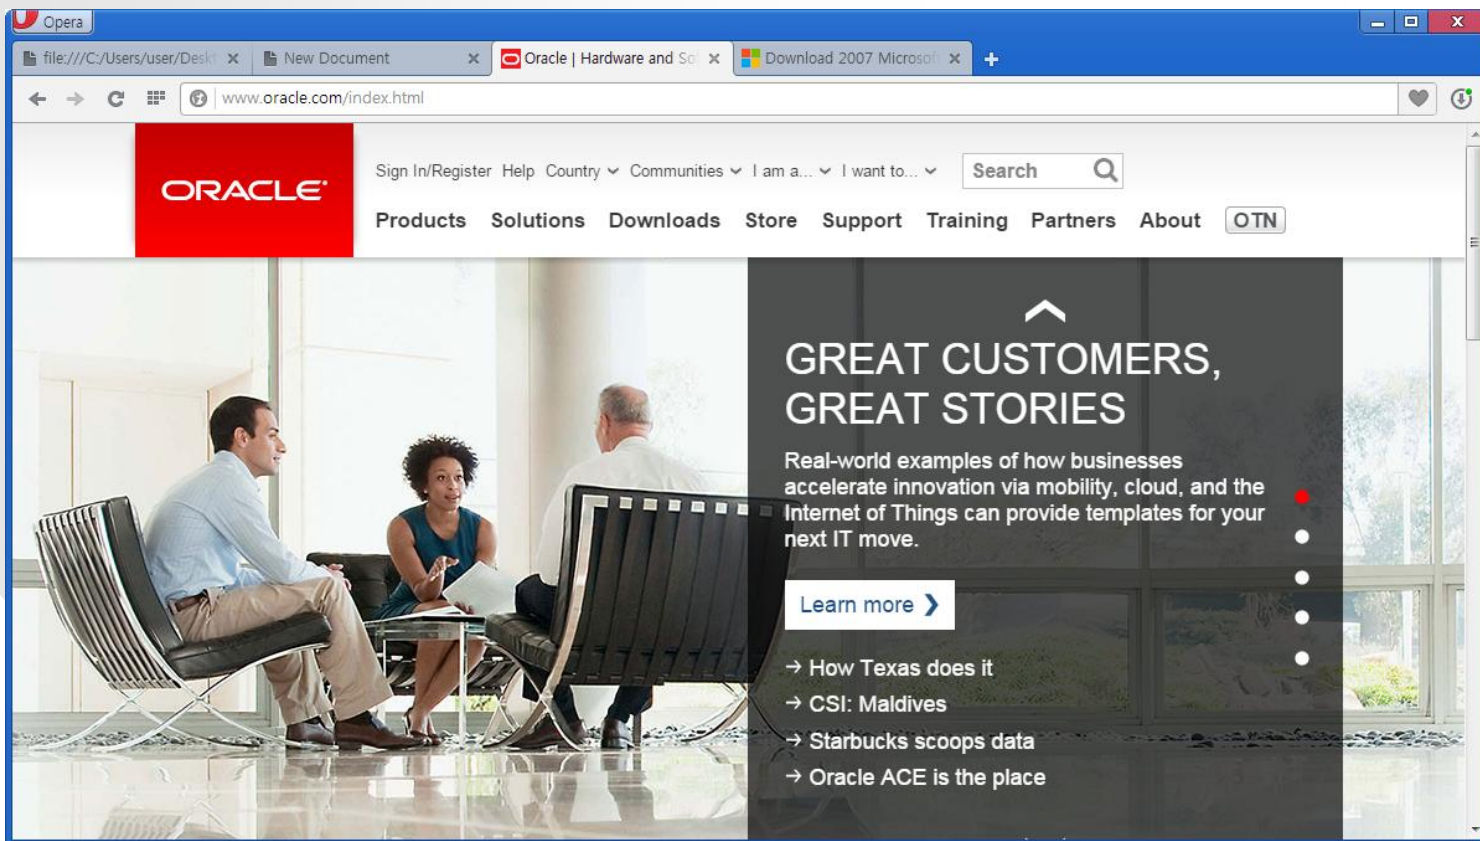 Opera
file:///C:/Users/user/Desk
New Document
Oracle | Hardware and So
Download 2007 Microsof
www.oracle.com/index.html
ORACLE
Sign In/Register Help Country Communities I am a... I want to... Search
Products Solutions Downloads Store Support Training Partners About OTN
GREAT CUSTOMERS,
GREAT STORIES
Real-world examples of how businesses
accelerate innovation via mobility, cloud, and the
Internet of Things can provide templates for your
next IT move.
Learn more ❯
→ How Texas does it
→ CSI: Maldives
→ Starbucks scoops data
→ Oracle ACE is the place